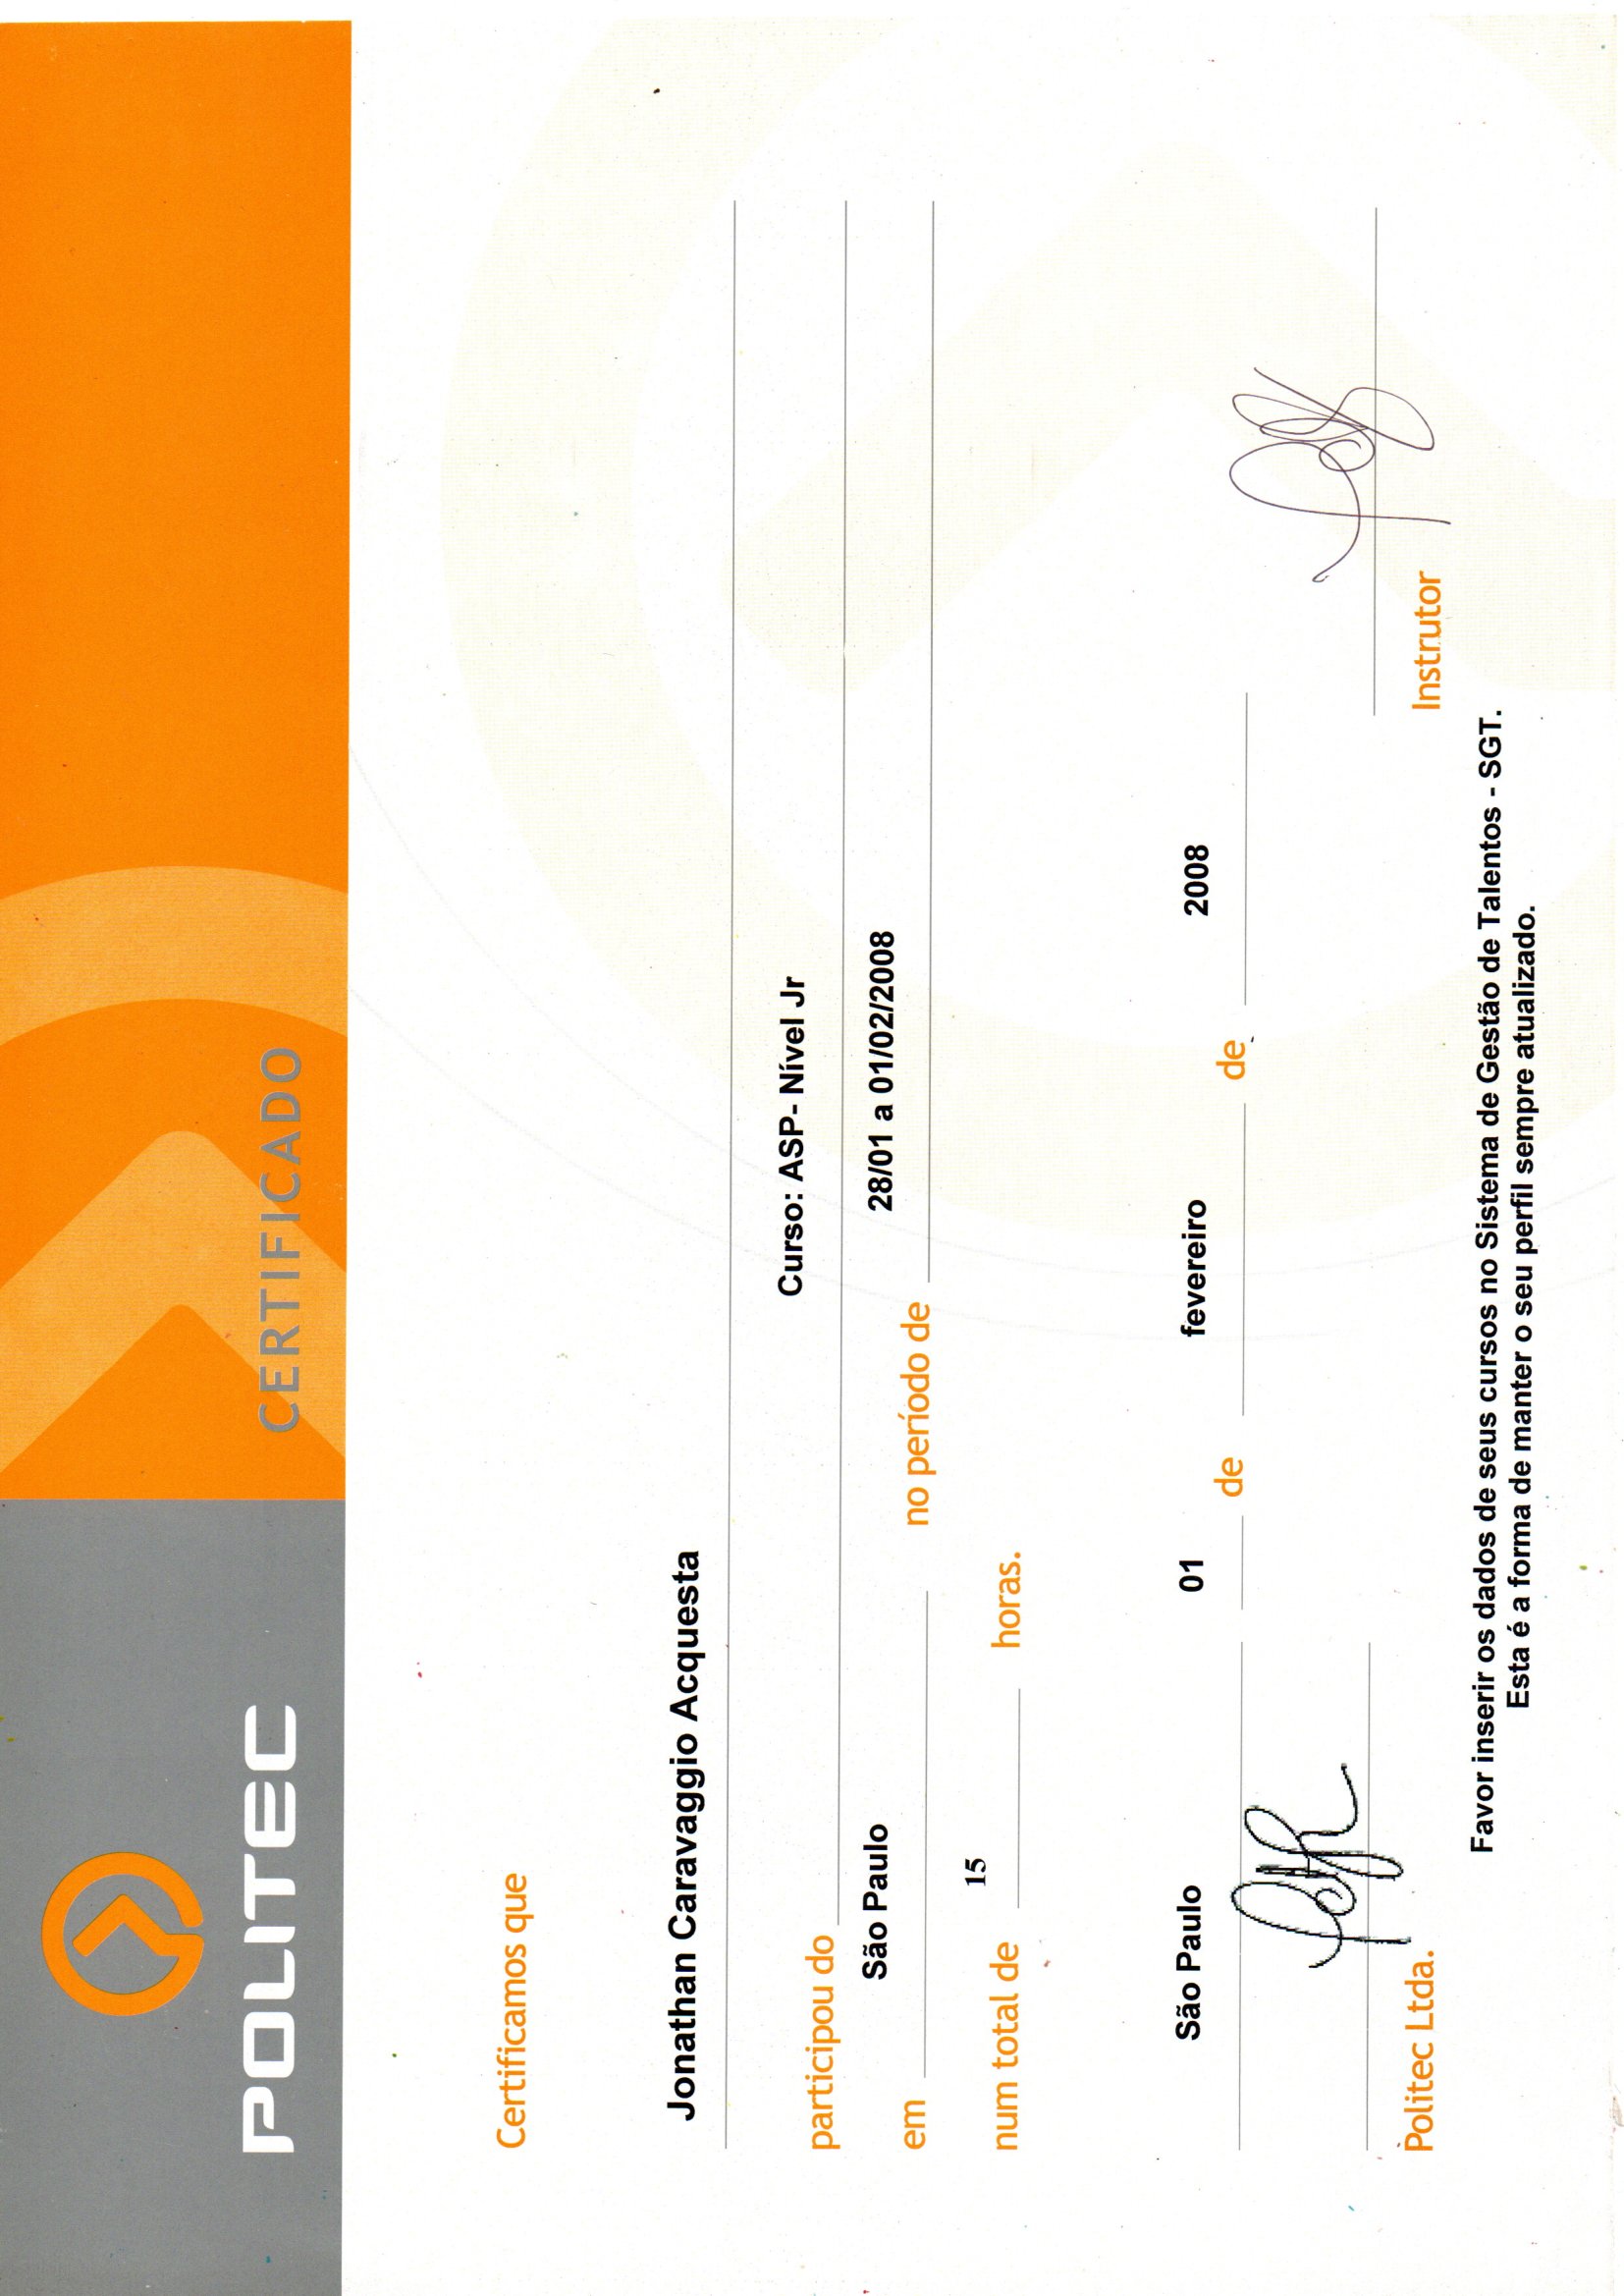 POLITEC
CERTIFICADO
Certificamos que
Jonathan Caravaggio Acquesta
participou do Curso: ASP- Nível Jr
em São Paulo no período de 28/01 a 01/02/2008
num total de 15 horas.
São Paulo 01 de fevereiro de 2008
Politec Ltda. Instrutor
Favor inserir os dados de seus cursos no Sistema de Gestão de Talentos - SGT.
Esta é a forma de manter o seu perfil sempre atualizado.